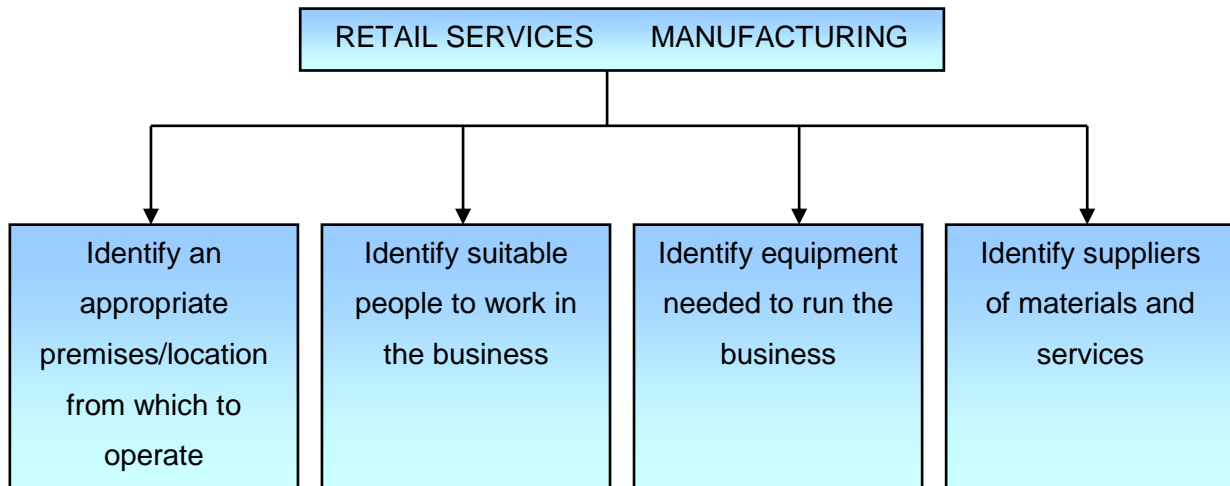 RETAIL SERVICES MANUFACTURING
Identify an
appropriate
premises/location
from which to
operate
Identify suitable
people to work in
the business
Identify equipment
needed to run the
business
Identify suppliers
of materials and
services